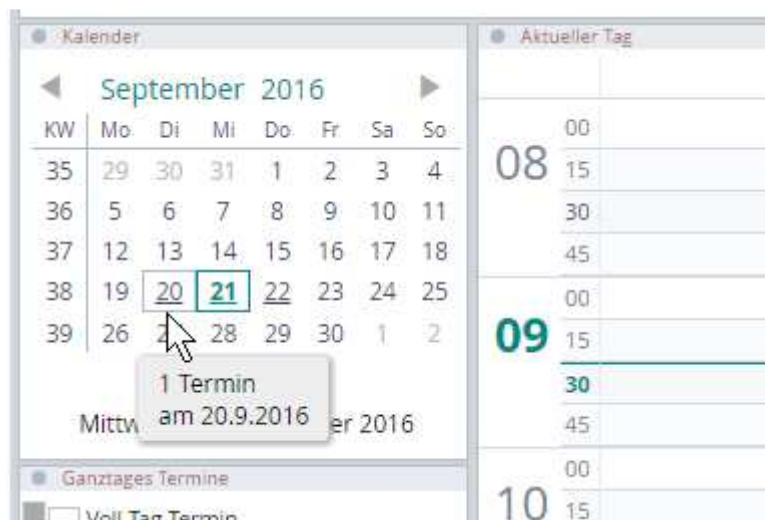 Kalender
September 2016
KW Mo Di Mi Do Fr Sa So
35 29 30 31 1 2 3 4
36 5 6 7 8 9 10 11
37 12 13 14 15 16 17 18
38 19 20 21 22 23 24 25
39 26 28 29 30 1 2
1 Termin
am 20.9.2016
2016
Ganztages Termine
Voll Tag Termin
Aktueller Tag
08 00
15
30
45
09 00
15
30
45
10 00
15